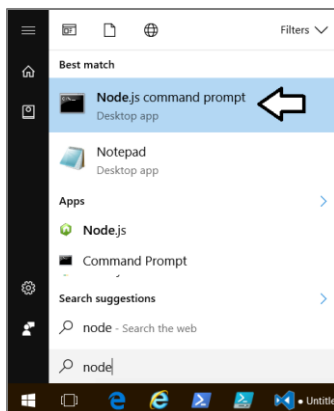 Filters
Best match
Node.js command prompt
Desktop app
Notepad
Desktop app
Apps
Node.js
Command Prompt
Search suggestions
node - Search the web
node
Untitle